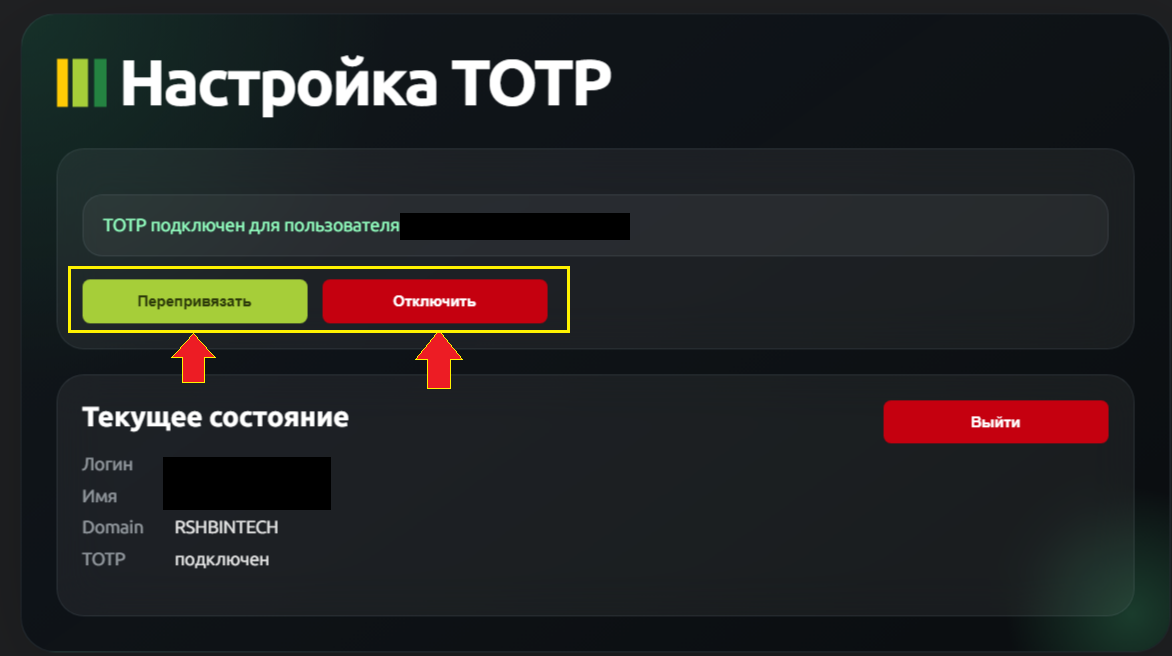 Настройка TOTP
TOTP подключен для пользователя
Перепривязать Отключить
Текущее состояние
Выйти
Логин
Имя
Domain RSHBINTECH
TOTP подключен